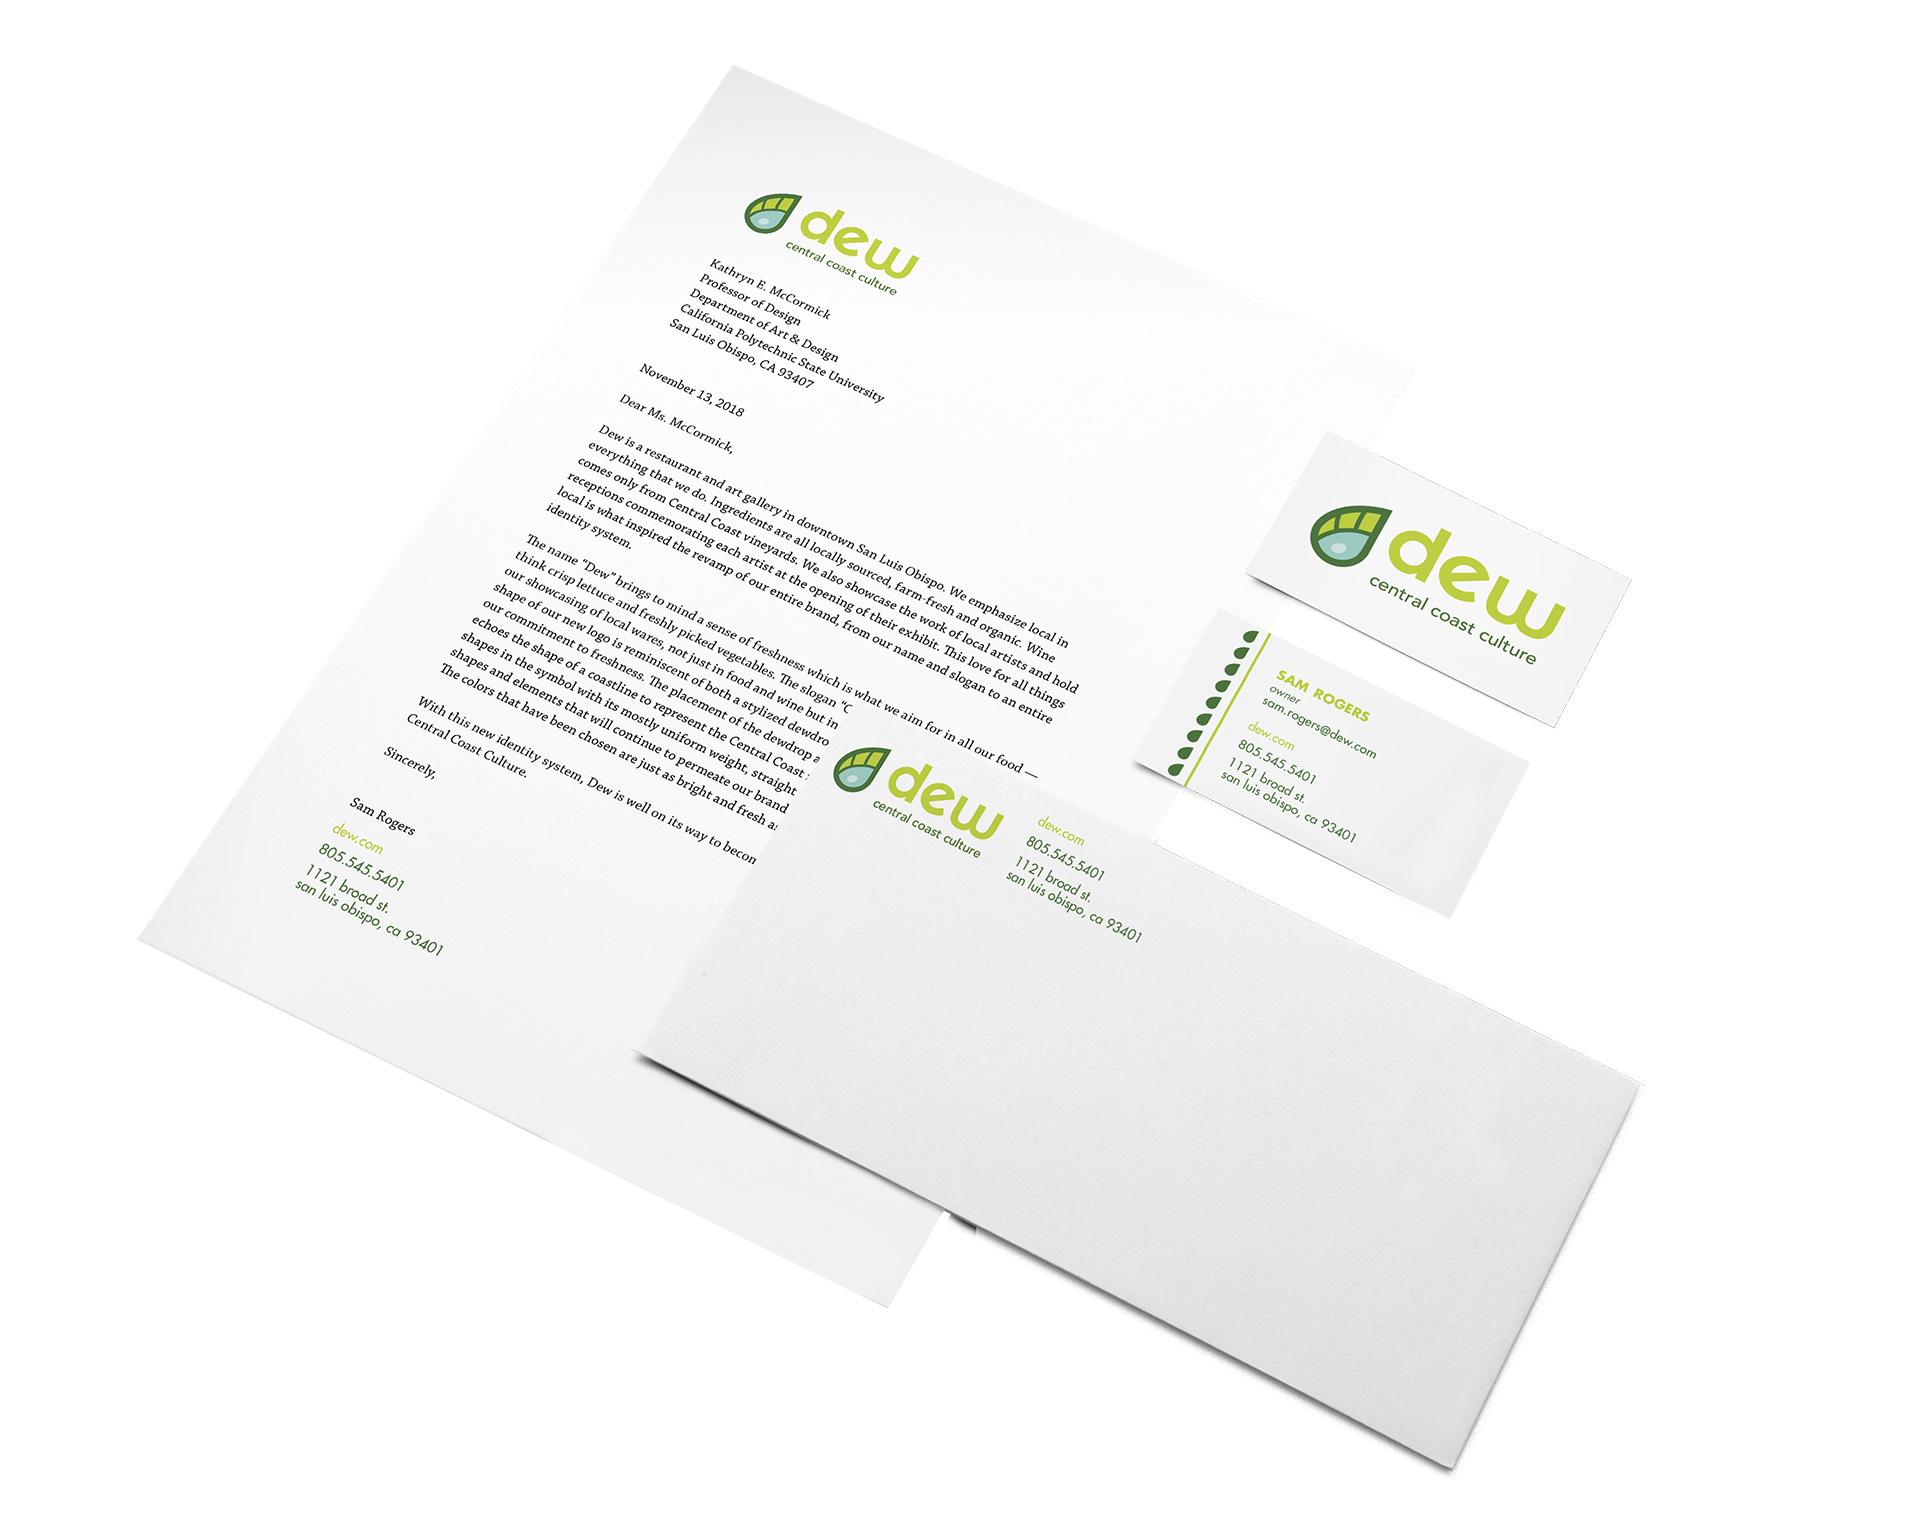 dew
central coast culture
Kathryn E. McCormick
Professor of Design
Department of Art & Design
California Polytechnic State University
San Luis Obispo, CA 93407
November 13, 2018
Dear Ms. McCormick,
Dew is a restaurant and art gallery in downtown San Luis Obispo. We emphasize local in
everything that we do. Ingredients are all locally sourced, farm-fresh and organic. Wine
comes only from Central Coast vineyards. We also showcase the work of local artists and hold
receptions commemorating each artist at the opening of their exhibit. This love for all things
local is what inspired the revamp of our entire brand, from our name and slogan to an entire
identity system.
The name “Dew” brings to mind a sense of freshness which is what we aim for in all our food —
think crisp lettuce and freshly picked vegetables. The slogan “C
our showcasing of local wares, not just in food and wine but in
shape of our new logo is reminiscent of both a stylized dewdro
our commitment to freshness. The placement of the dewdrop a
echoes the shape of a coastline to represent the Central Coast
shapes in the symbol with its mostly uniform weight, straight
shapes and elements that will continue to permeate our brand
The colors that have been chosen are just as bright and fresh as
With this new identity system, Dew is well on its way to becom
Central Coast Culture.
Sincerely,
Sam Rogers
dew.com
805.545.5401
1121 broad st.
san luis obispo, ca 93401
dew
central coast culture
dew.com
805.545.5401
1121 broad st.
san luis obispo, ca 93401
dew
central coast culture
SAM ROGERS
owner
sam.rogers@dew.com
dew.com
805.545.5401
1121 broad st.
san luis obispo, ca 93401